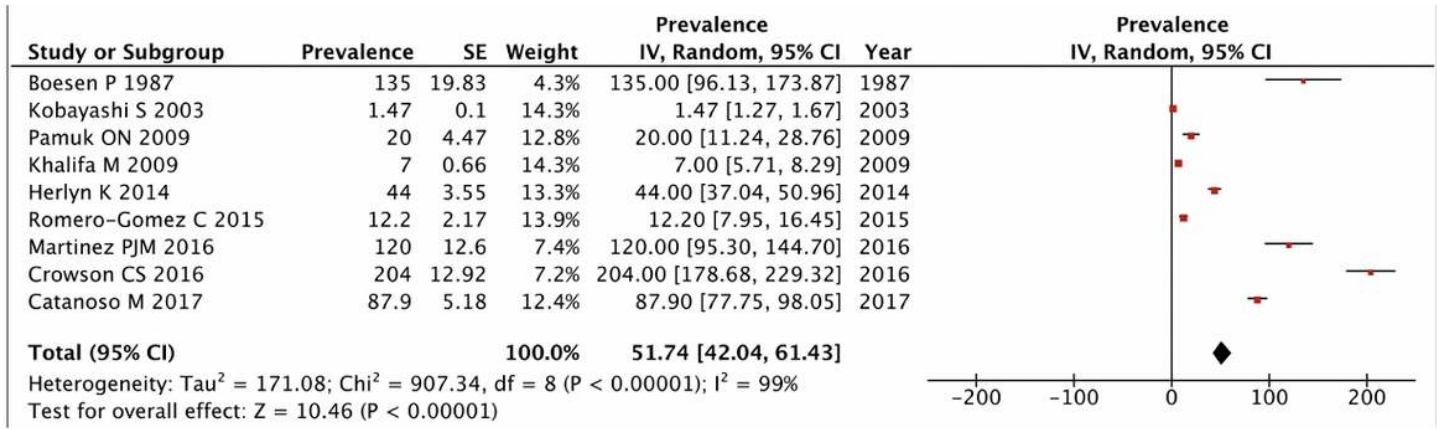 Prevalence Prevalence
Study or Subgroup Prevalence SE Weight IV, Random, 95% CI Year IV, Random, 95% CI
Boesen P 1987 135 19.83 4.3% 135.00 [96.13, 173.87] 1987
Kobayashi S 2003 1.47 0.1 14.3% 1.47 [1.27, 1.67] 2003
Pamuk ON 2009 20 4.47 12.8% 20.00 [11.24, 28.76] 2009
Khalifa M 2009 7 0.66 14.3% 7.00 [5.71, 8.29] 2009
Herlyn K 2014 44 3.55 13.3% 44.00 [37.04, 50.96] 2014
Romero-Gomez C 2015 12.2 2.17 13.9% 12.20 [7.95, 16.45] 2015
Martinez PJM 2016 120 12.6 7.4% 120.00 [95.30, 144.70] 2016
Crowson CS 2016 204 12.92 7.2% 204.00 [178.68, 229.32] 2016
Catanoso M 2017 87.9 5.18 12.4% 87.90 [77.75, 98.05] 2017
Total (95% CI) 100.0% 51.74 [42.04, 61.43]
Heterogeneity: Tau² = 171.08; Chi² = 907.34, df = 8 (P < 0.00001); I² = 99%
Test for overall effect: Z = 10.46 (P < 0.00001)
-200 -100 0 100 200